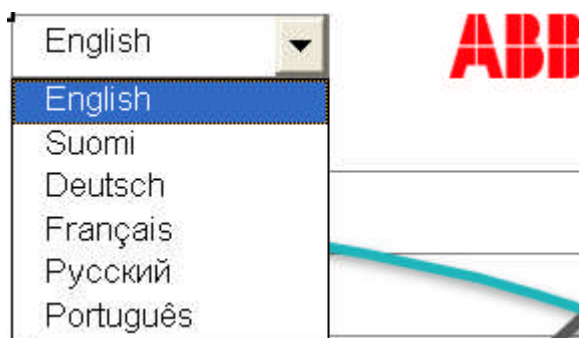 English
ABB
English
Suomi
Deutsch
Français
Русский
Português